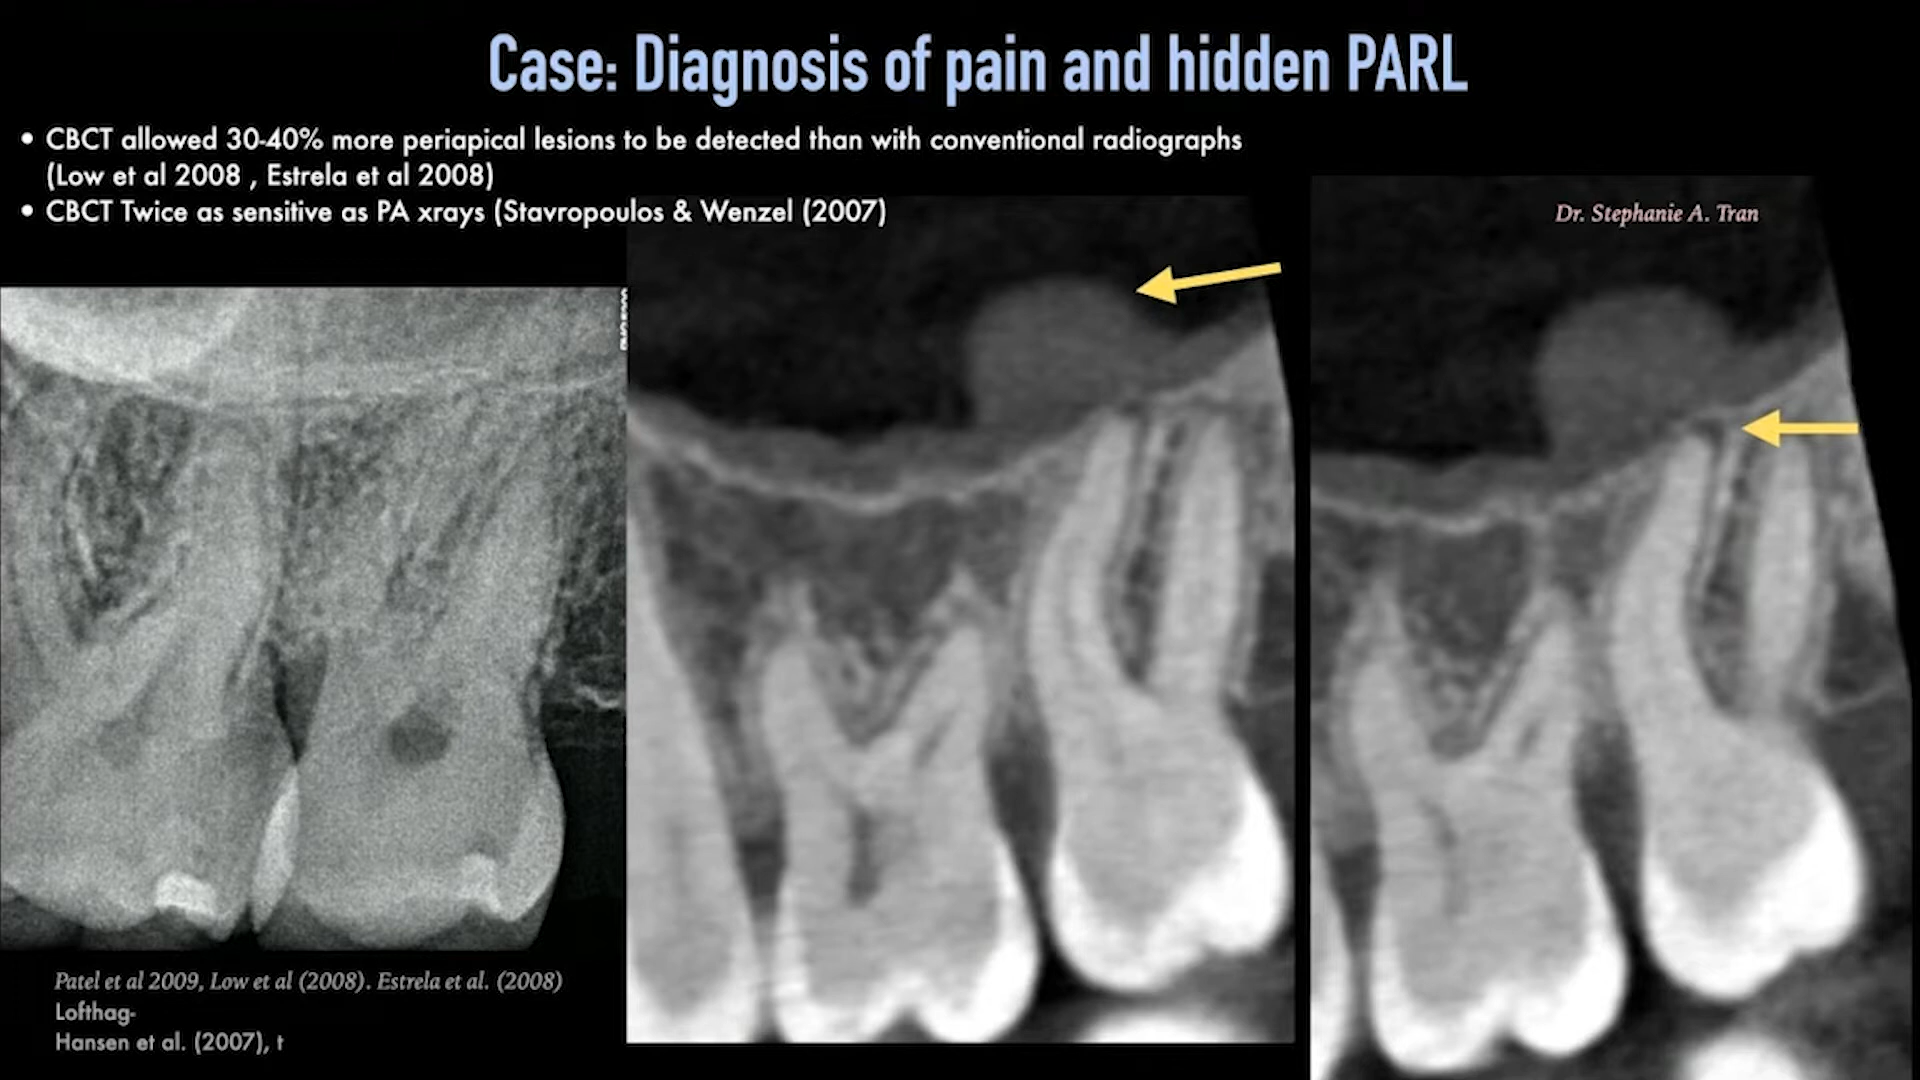 Case: Diagnosis of pain and hidden PARL
• CBCT allowed 30-40% more periapical lesions to be detected than with conventional radiographs
(Low et al 2008 , Estrela et al 2008)
• CBCT Twice as sensitive as PA xrays (Stavropoulos & Wenzel (2007)
Dr. Stephanie A. Tran
Patel et al 2009, Low et al (2008). Estrela et al. (2008)
Lofthag-
Hansen et al. (2007), t